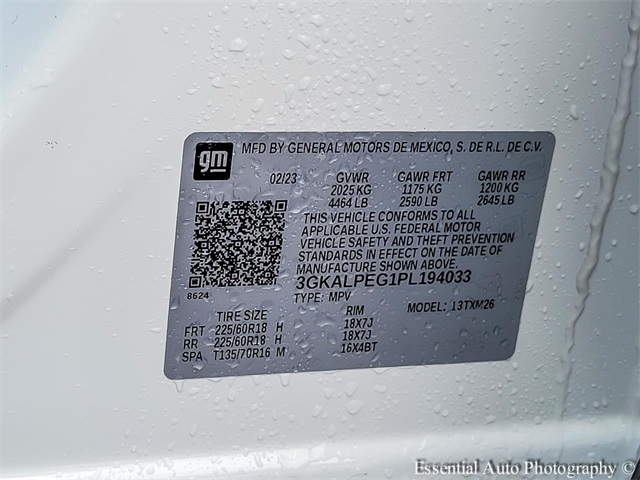 gm MFD BY GENERAL MOTORS DE MEXICO, S. DE R.L. DE C.V.
02/23 GVWR GAWR FRT GAWR RR
2025 KG 1175 KG 1200 KG
4464 LB 2590 LB 2645 LB
THIS VEHICLE CONFORMS TO ALL
APPLICABLE U.S. FEDERAL MOTOR
VEHICLE SAFETY AND THEFT PREVENTION
STANDARDS IN EFFECT ON THE DATE OF
MANUFACTURE SHOWN ABOVE.
3GKALPEG1PL194033
8624 TYPE: MPV MODEL: 13TXM26
TIRE SIZE RIM
FRT 225/60R18 H 18X7J
RR 225/60R18 H 18X7J
SPA T135/70R16 M 16X4BT
Essential Auto Photography ©